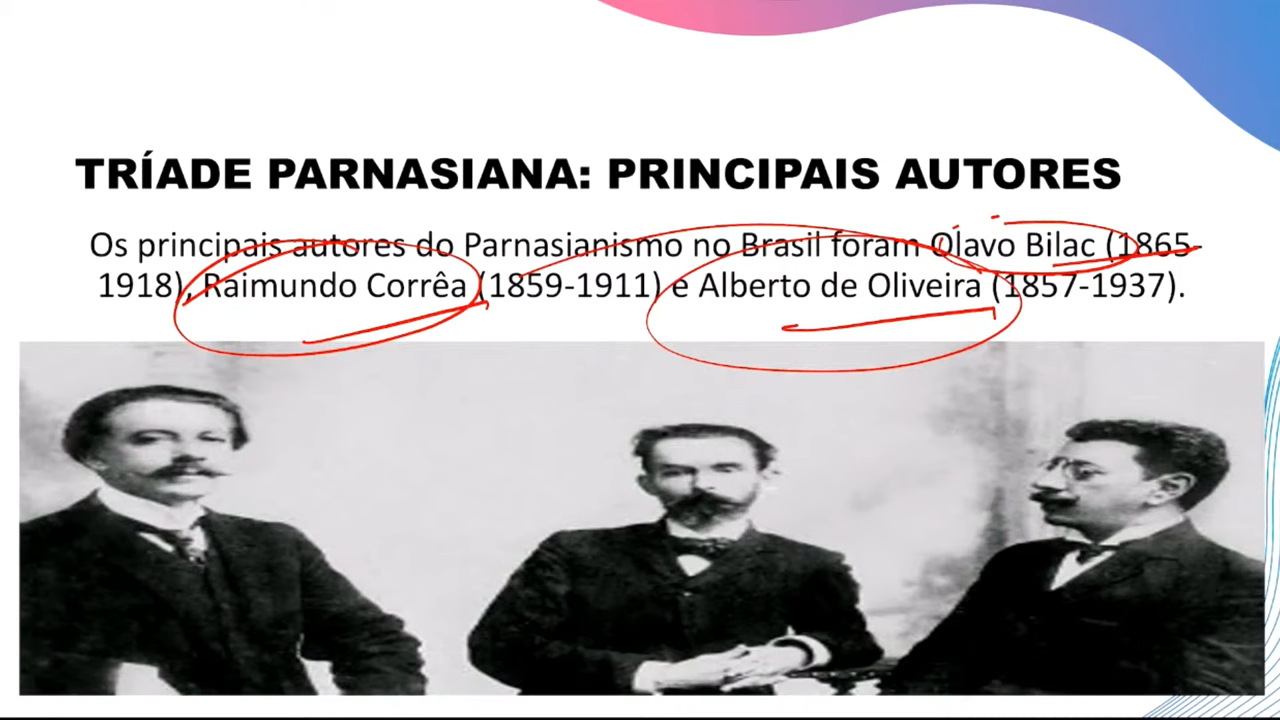 TRÍADE PARNASIANA: PRINCIPAIS AUTORES
Os principais autores do Parnasianismo no Brasil foram Olavo Bilac (1865-
1918), Raimundo Corrêa (1859-1911) e Alberto de Oliveira (1857-1937).